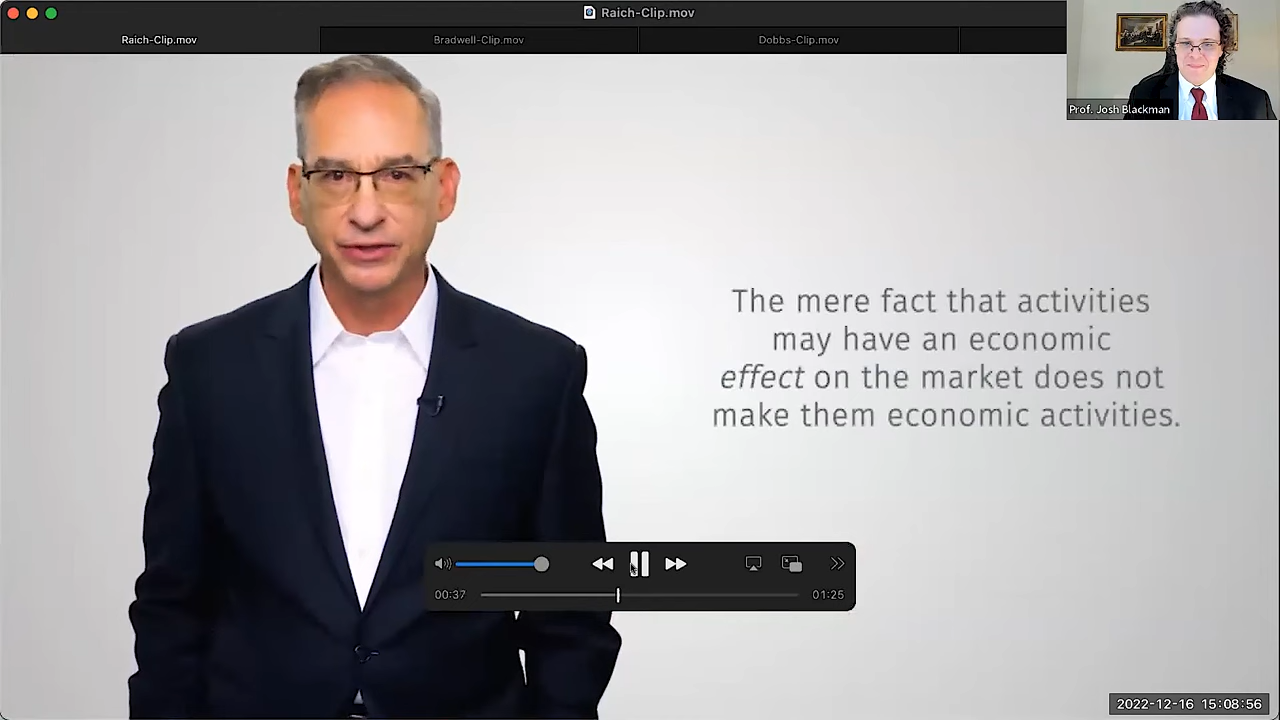 Raich-Clip.mov
Raich-Clip.mov
Bradwell-Clip.mov
Dobbs-Clip.mov
Prof. Josh Blackman
The mere fact that activities
may have an economic
effect on the market does not
make them economic activities.
00:37
01:25
2022-12-16 15:08:56